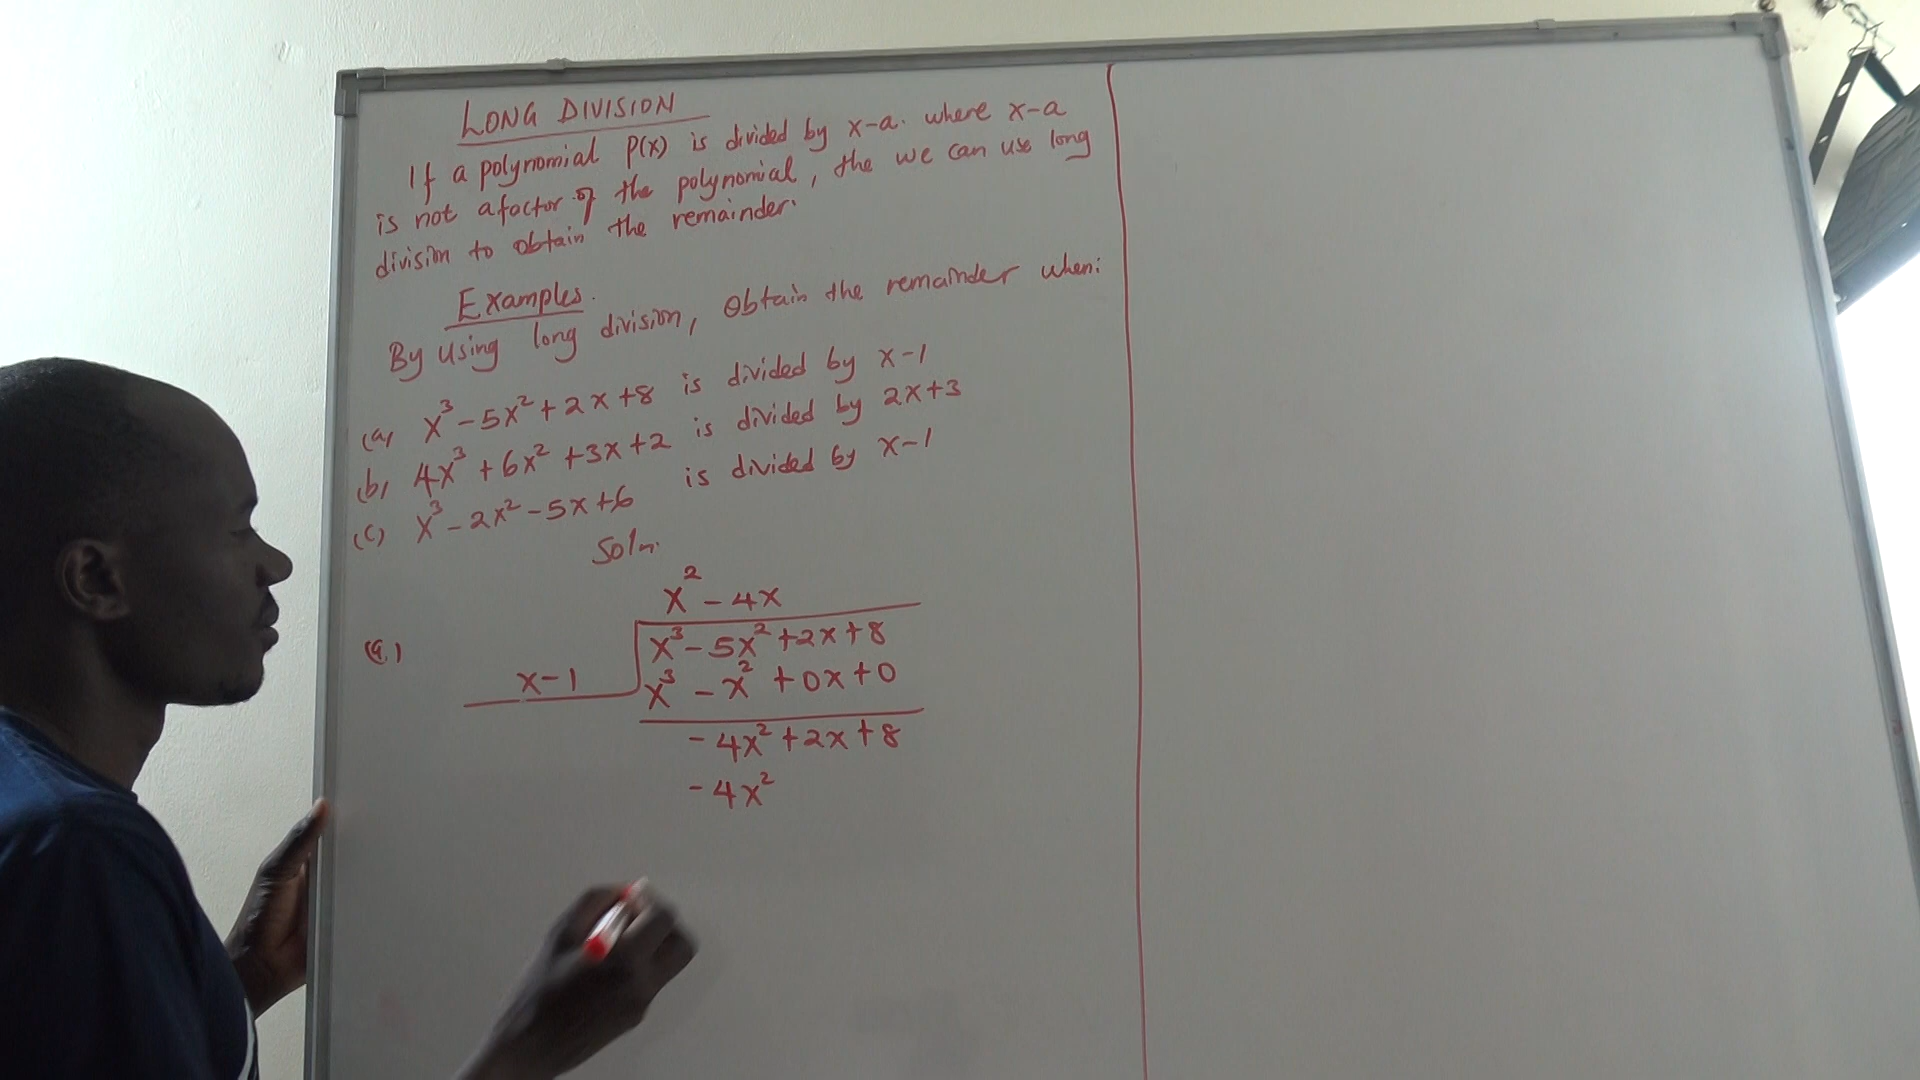 LONG DIVISION
If a polynomial P(x) is divided by x-a. where x-a
is not a factor of the polynomial, the we can use long
division to obtain the remainder.
Examples.
By using long division, Obtain the remainder when:
(a) x³ - 5x² + 2x + 8 is divided by x-1
(b) 4x³ + 6x² + 3x + 2 is divided by 2x+3
(c) x³ - 2x² - 5x + 6 is divided by x-1
Soln.
x² - 4x
(a) x³ - 5x² + 2x + 8
x-1 x³ - x² + 0x + 0
- 4x² + 2x + 8
- 4x²